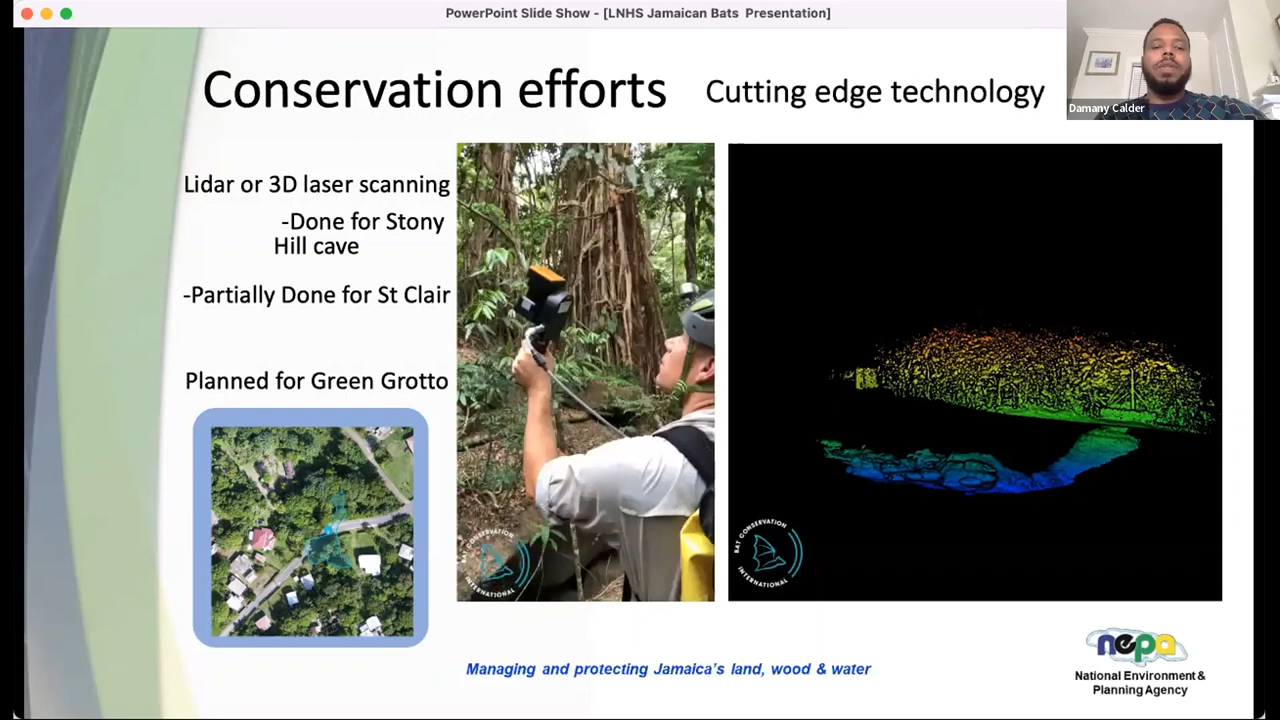 PowerPoint Slide Show - [LNHS Jamaican Bats Presentation]
Damany Calder
Conservation efforts
Cutting edge technology
Lidar or 3D laser scanning
-Done for Stony
Hill cave
-Partially Done for St Clair
Planned for Green Grotto
BAT CONSERVATION
INTERNATIONAL
BAT CONSERVATION
INTERNATIONAL
Managing and protecting Jamaica's land, wood & water
nepa
National Environment &
Planning Agency